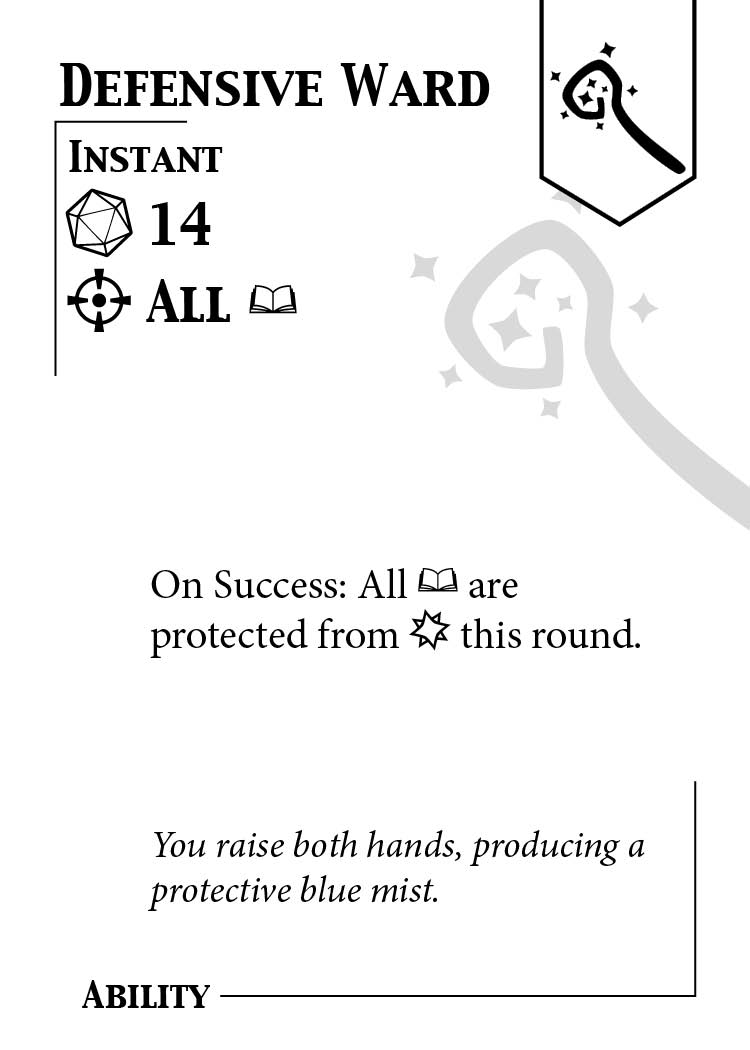 Defensive Ward
Instant
14
All
On Success: All are
protected from this round.
You raise both hands, producing a
protective blue mist.
Ability